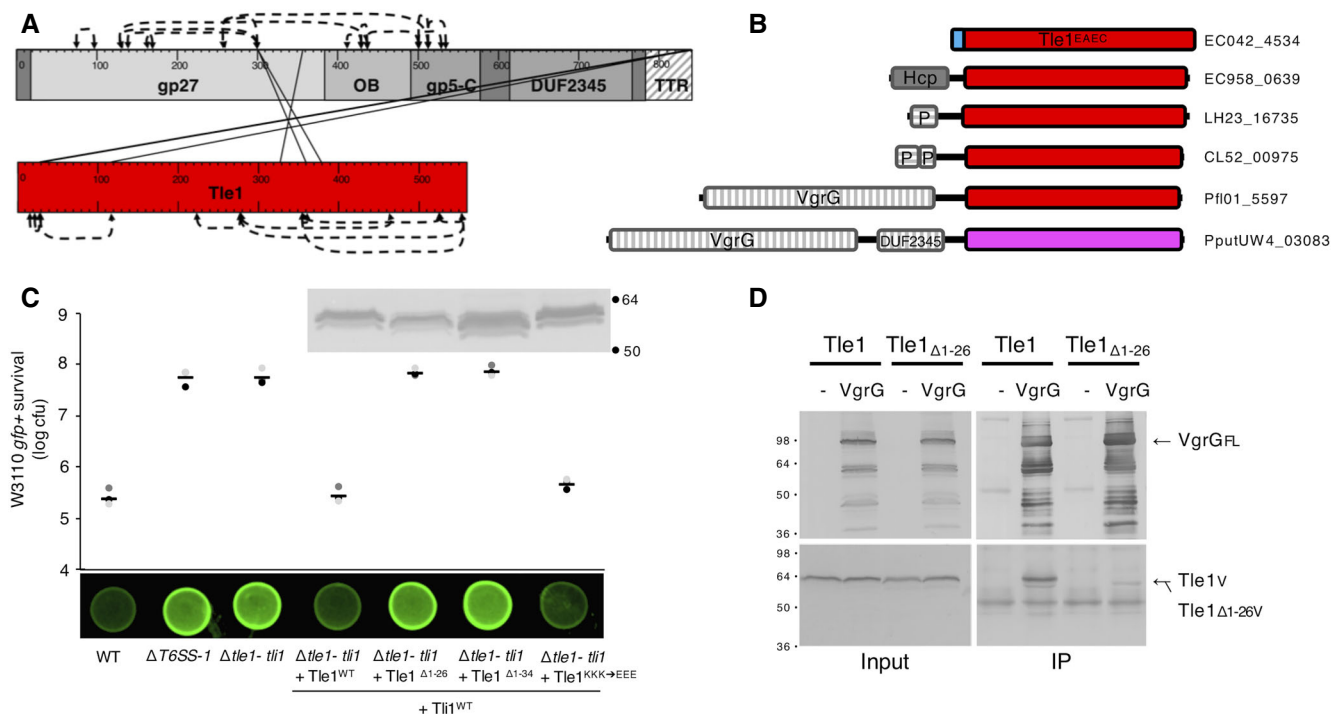 A
0 100 200 300 400 500 600 700 800
gp27 OB gp5-C DUF2345 TTR
0 100 200 300 400 500
Tle1
B
Tle1EAEC EC042_4534
Hcp EC958_0639
P LH23_16735
P P CL52_00975
VgrG Pfl01_5597
VgrG DUF2345 PputUW4_03083
C
W3110 gfp+ survival
(log cfu)
9
8
7
6
5
4
64
50
WT ΔT6SS-1 Δtle1- tli1 Δtle1- tli1 Δtle1- tli1 Δtle1- tli1 Δtle1- tli1
+ Tle1WT + Tle1 Δ1-26 + Tle1 Δ1-34 + Tle1KKK→EEE
+ Tli1WT
D
Tle1 Tle1Δ1-26 Tle1 Tle1Δ1-26
- VgrG - VgrG - VgrG - VgrG
98
64
50
36
← VgrGFL
98
64
50
36
←Tle1V
Tle1Δ1-26V
Input IP